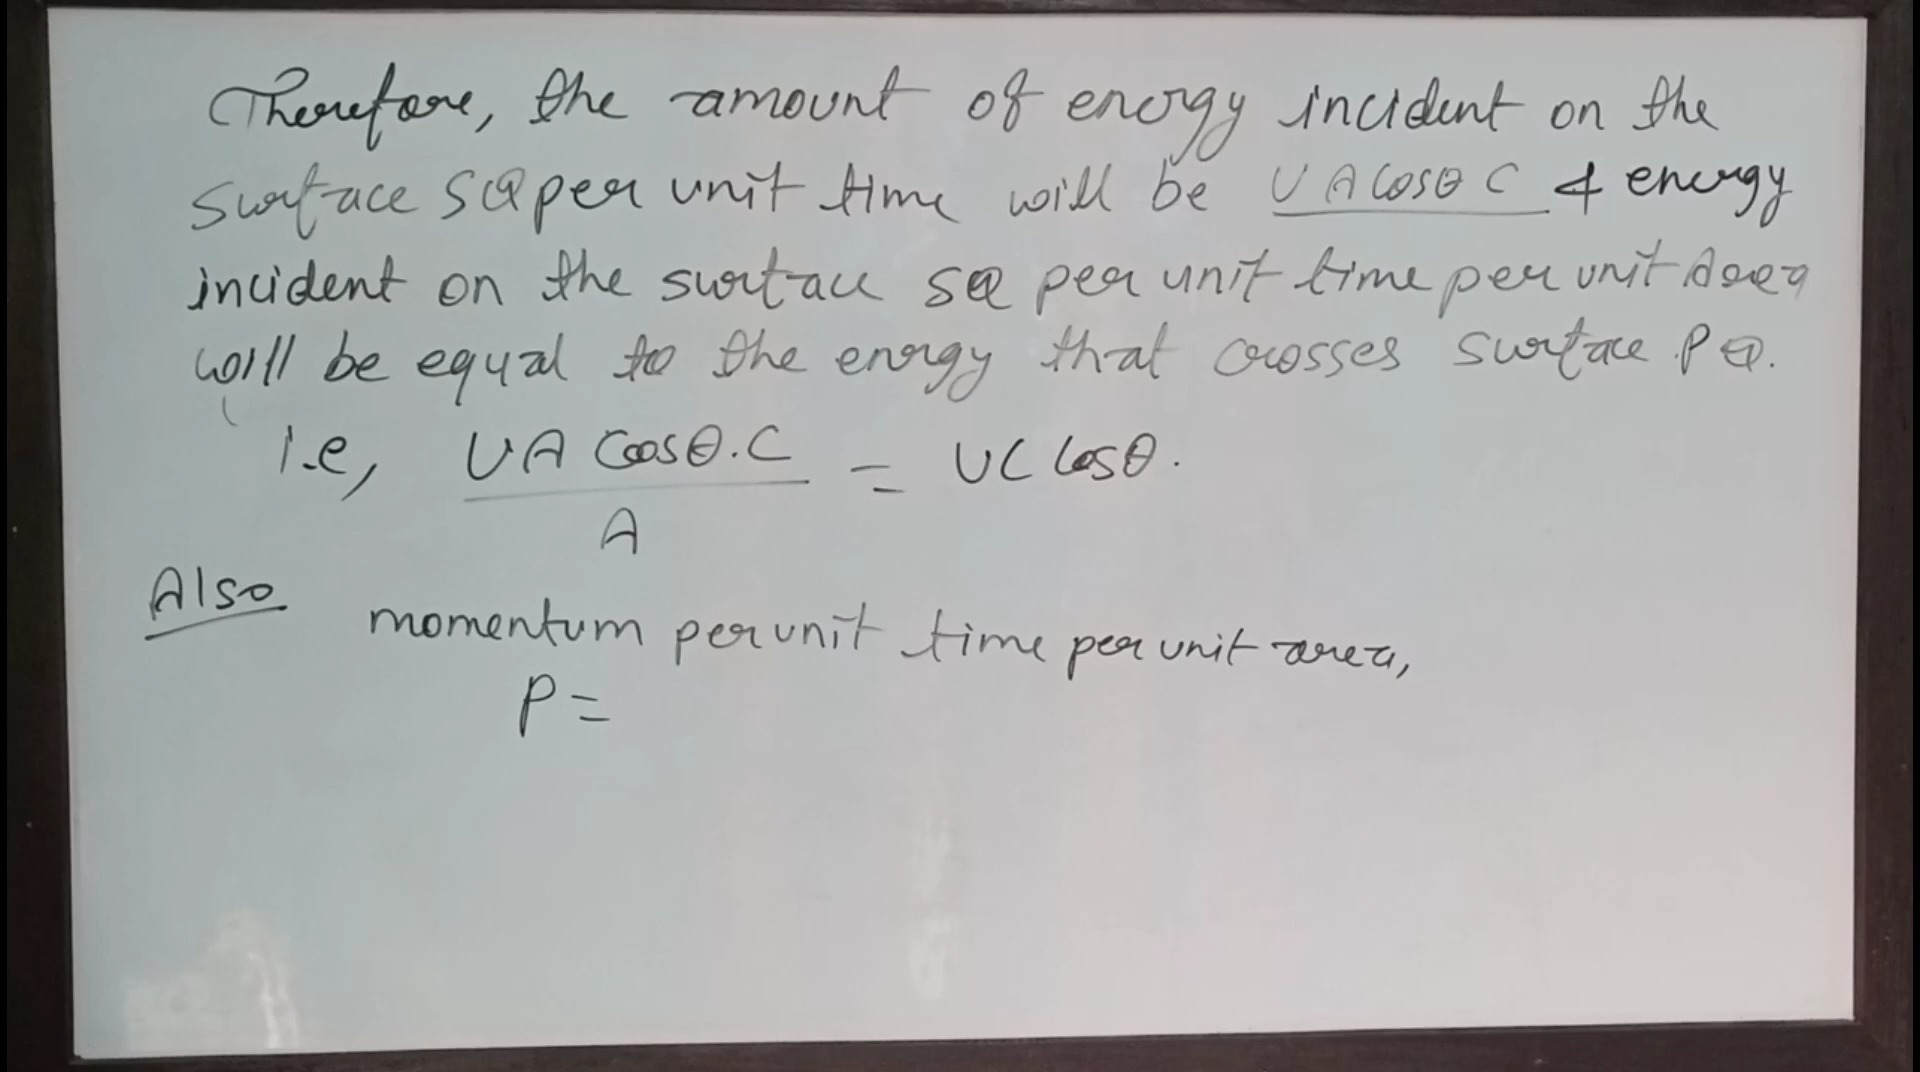 Therefore, the amount of energy incident on the
surface SQ per unit time will be UA cosθ C & energy
incident on the surface SQ per unit time per unit Area
will be equal to the energy that crosses surface PQ.
i.e, UA Cosθ.C / A = UC Cosθ.
Also momentum per unit time per unit area,
P =